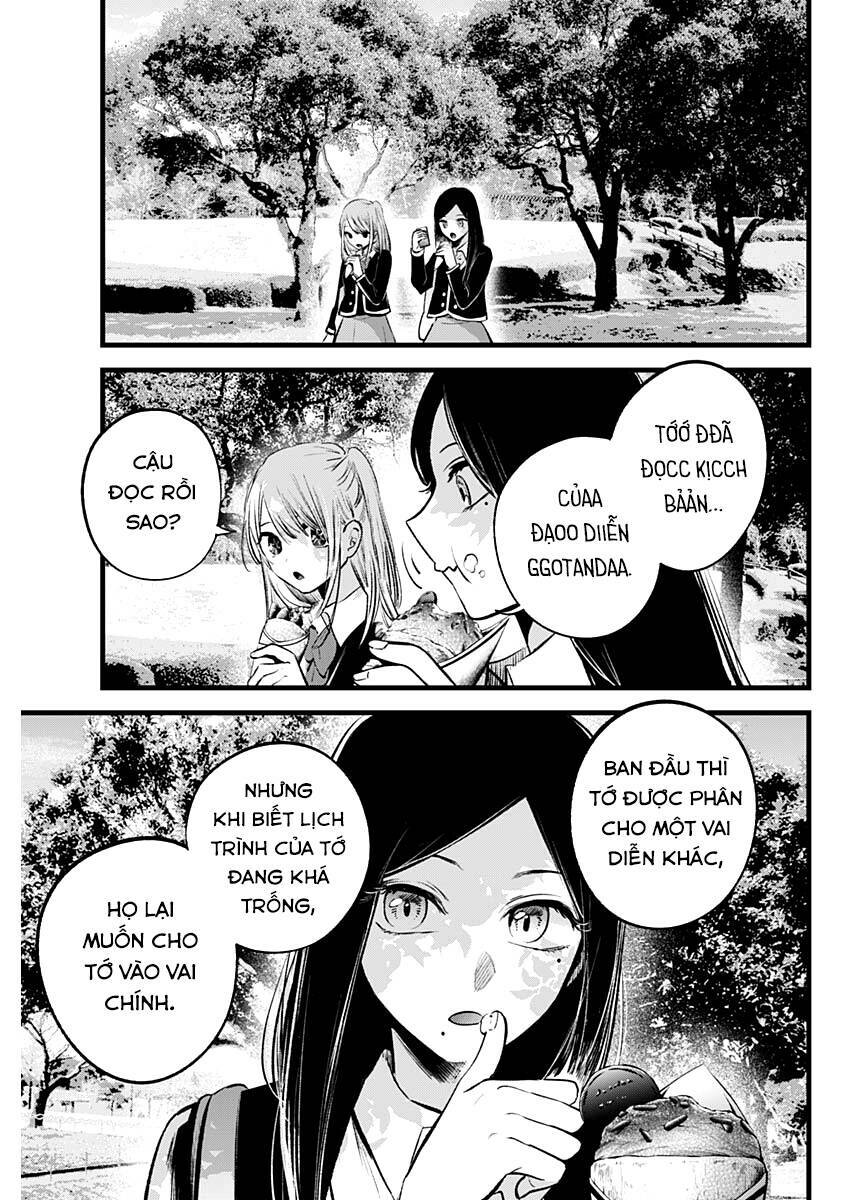 TỚỚ ĐĐÃ
ĐỌCC KỊCCH
BẢẢN...
CỦAA
ĐẠOO DIIỄN
GGOTANDAA.
CẬU
ĐỌC RỒI
SAO?
BAN ĐẦU THÌ
TỚ ĐƯỢC PHÂN
CHO MỘT VAI
DIỄN KHÁC,
NHƯNG
KHI BIẾT LỊCH
TRÌNH CỦA TỚ
ĐANG KHÁ
TRỐNG,
HỌ LẠI
MUỐN CHO
TỚ VÀO VAI
CHÍNH.